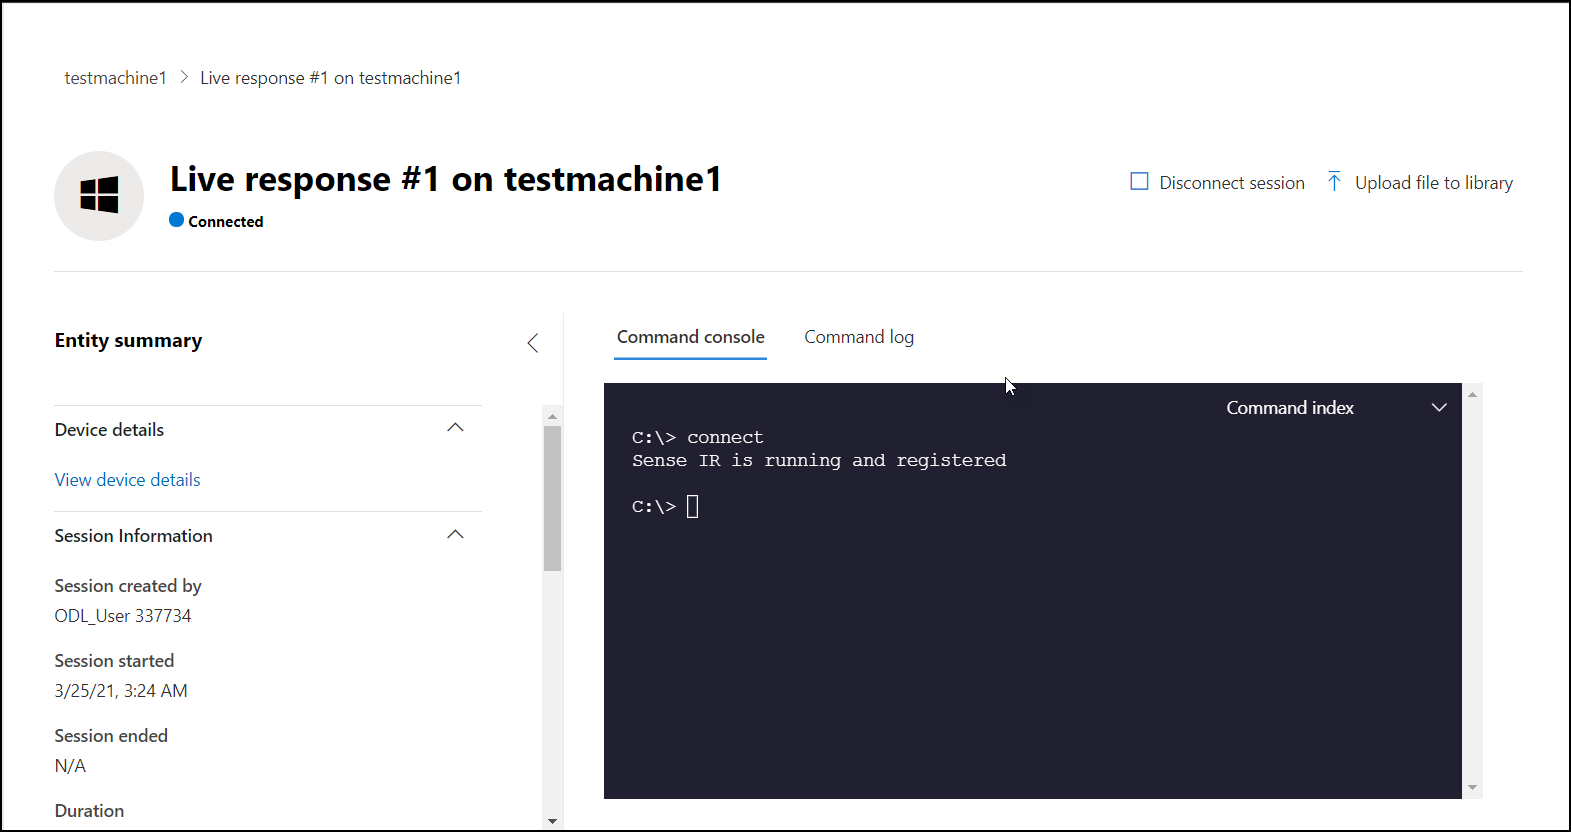 testmachine1 > Live response #1 on testmachine1
Live response #1 on testmachine1
Connected
Disconnect session
Upload file to library
Entity summary
Device details
View device details
Session Information
Session created by
ODL_User 337734
Session started
3/25/21, 3:24 AM
Session ended
N/A
Duration
Command console
Command log
Command index
C:\> connect
Sense IR is running and registered
C:\>